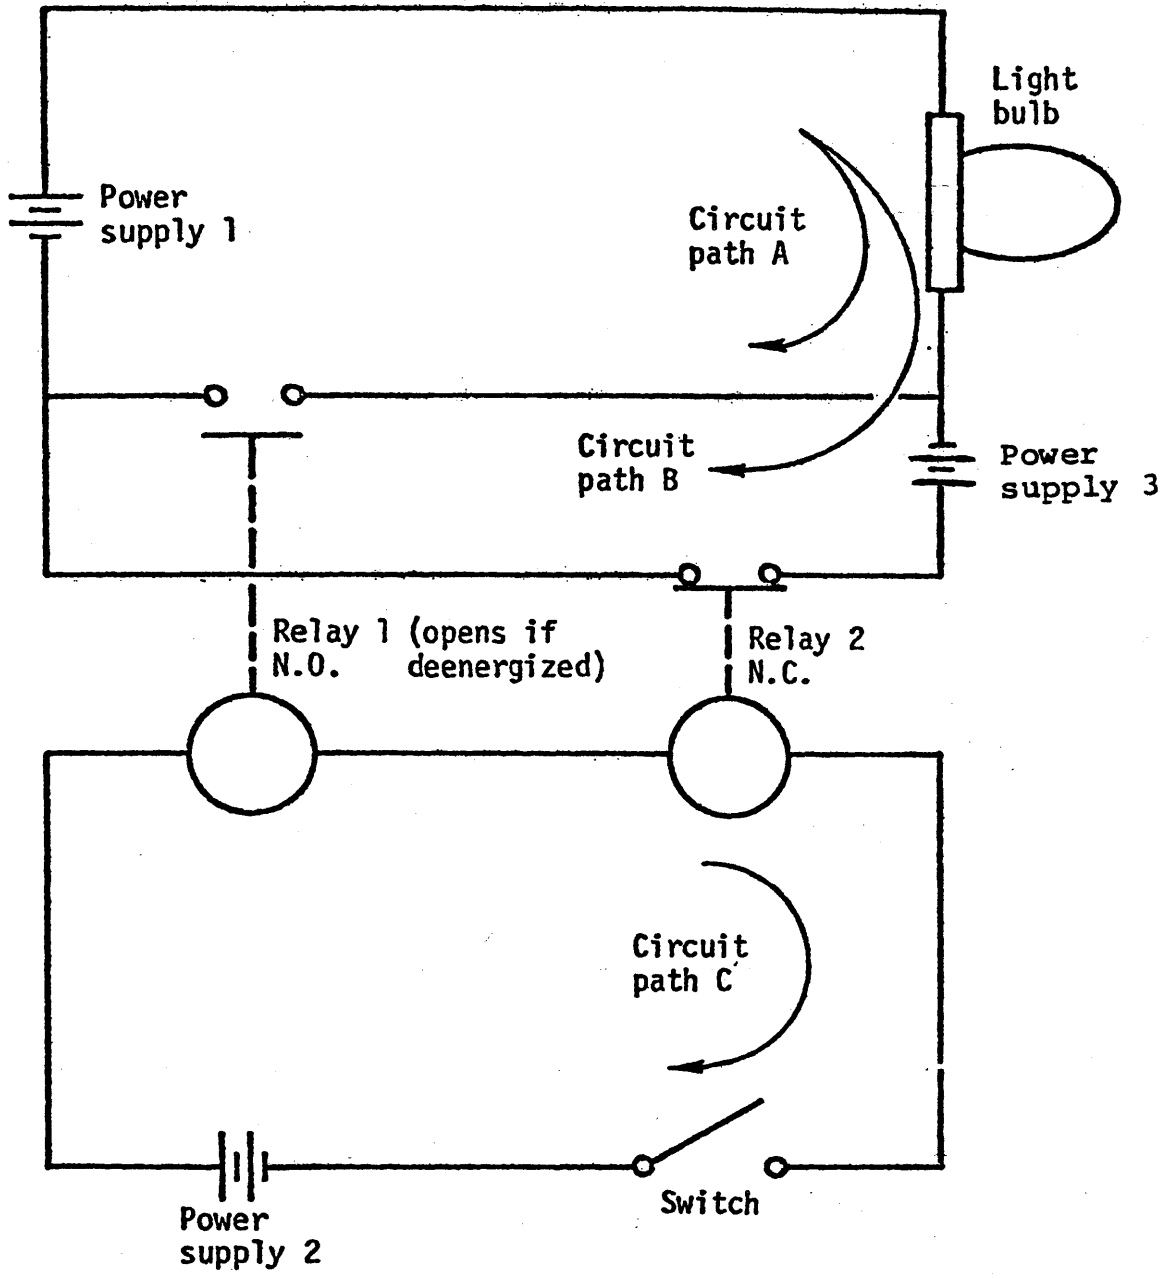 Light
bulb
Power
supply 1
Circuit
path A
Circuit
path B
Power
supply 3
Relay 1 (opens if
N.O. deenergized)
Relay 2
N.C.
Circuit
path C
Switch
Power
supply 2